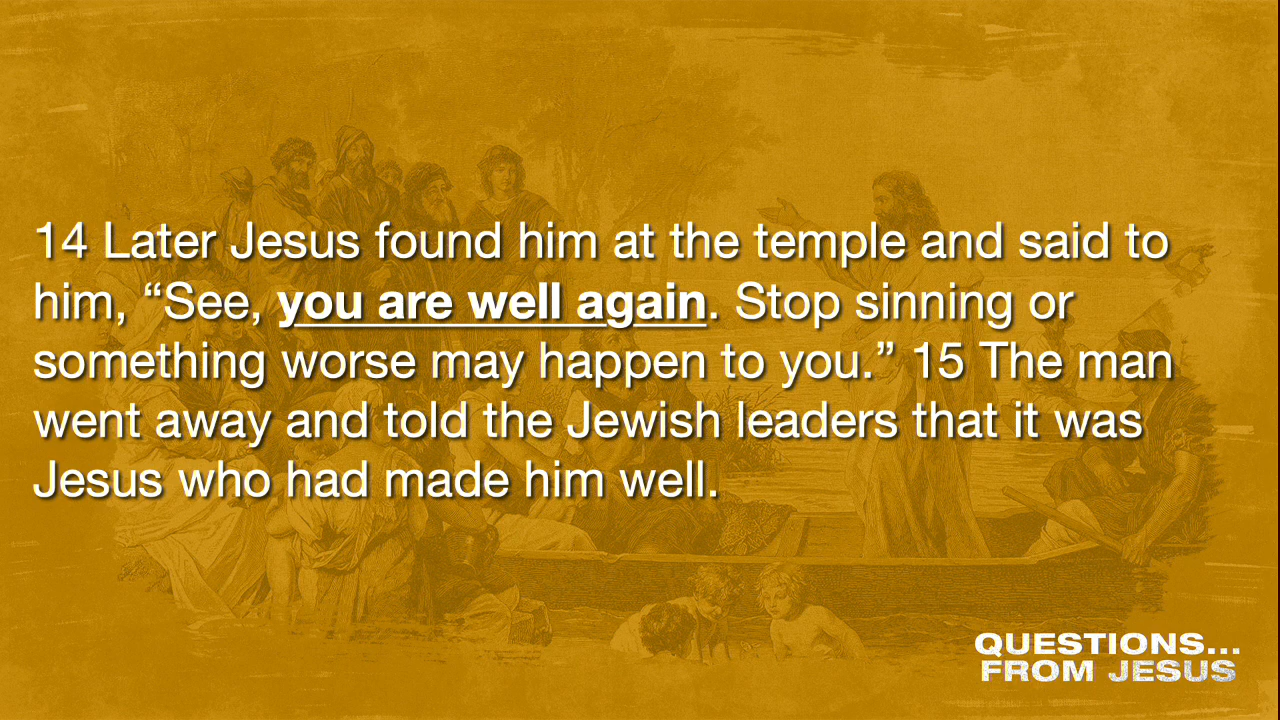 14 Later Jesus found him at the temple and said to
him, “See, you are well again. Stop sinning or
something worse may happen to you.” 15 The man
went away and told the Jewish leaders that it was
Jesus who had made him well.
QUESTIONS...
FROM JESUS